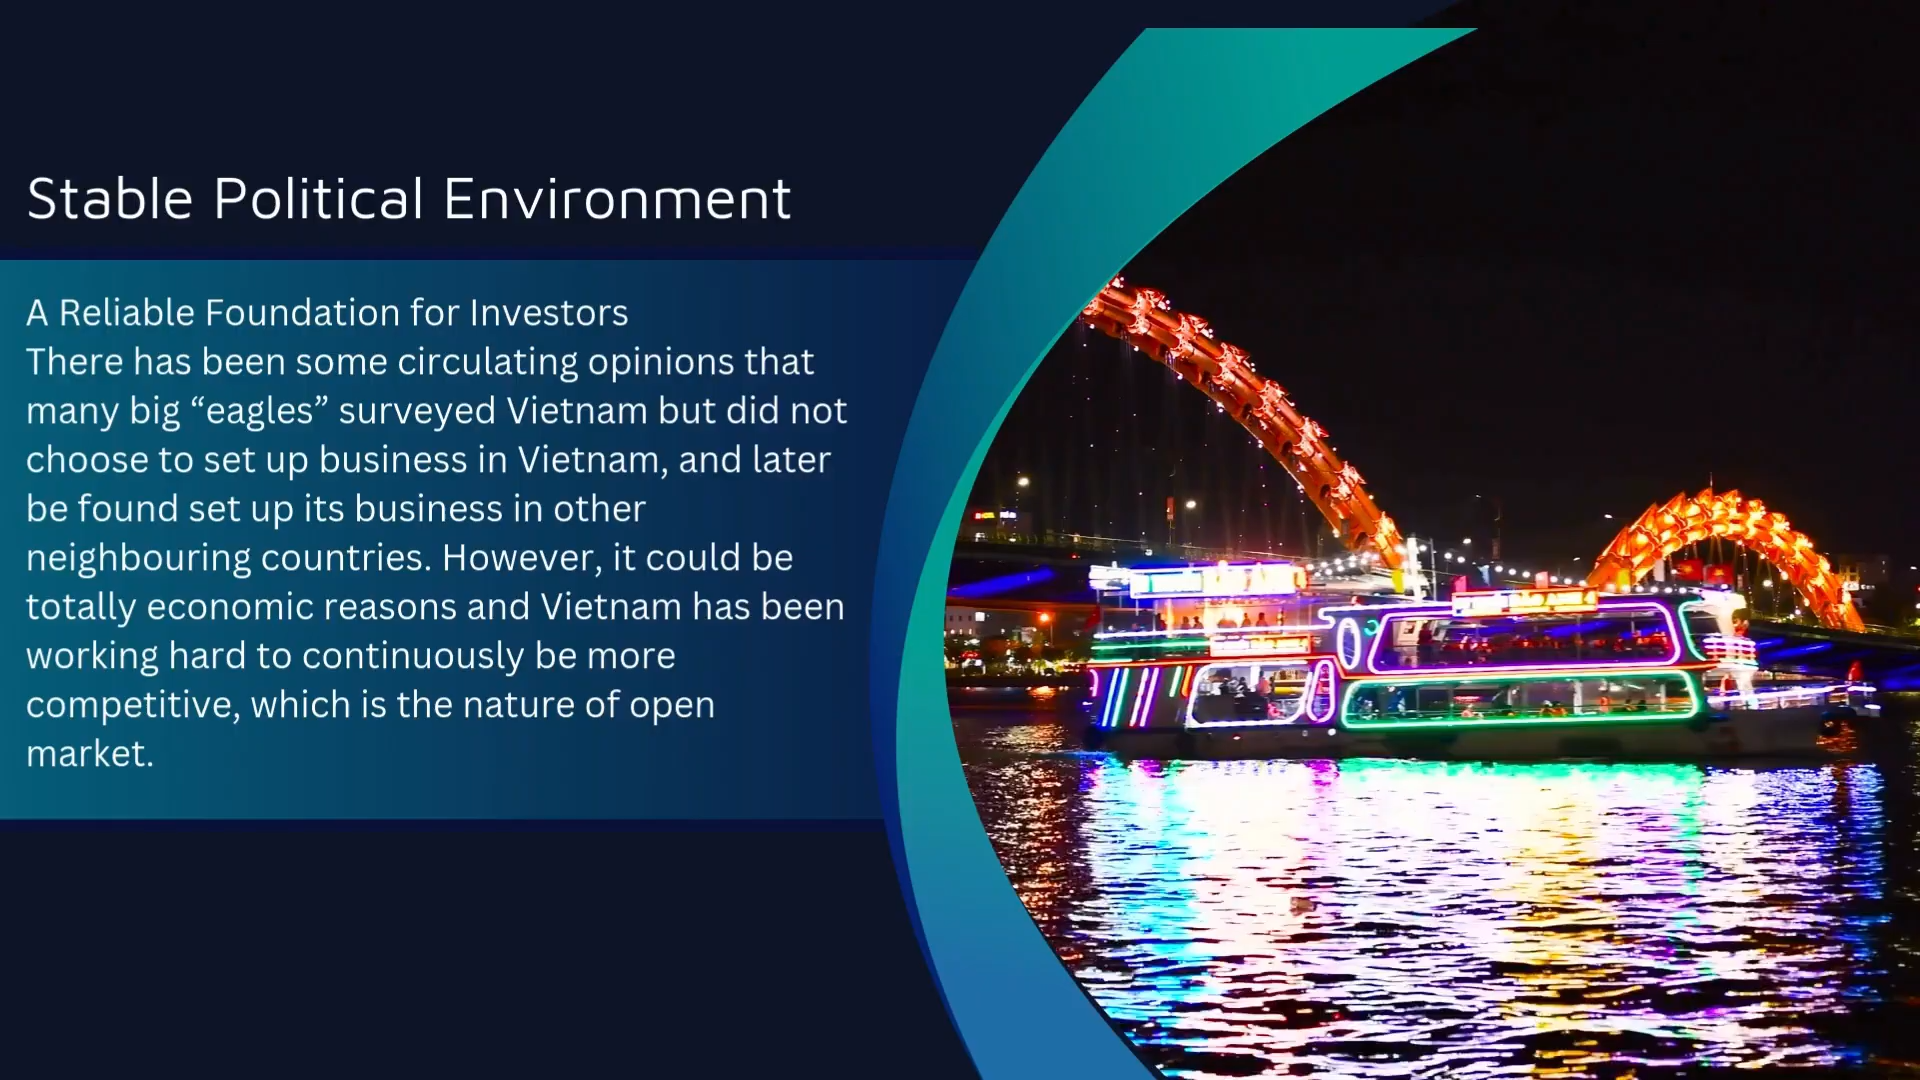 Stable Political Environment
A Reliable Foundation for Investors
There has been some circulating opinions that
many big “eagles” surveyed Vietnam but did not
choose to set up business in Vietnam, and later
be found set up its business in other
neighbouring countries. However, it could be
totally economic reasons and Vietnam has been
working hard to continuously be more
competitive, which is the nature of open
market.